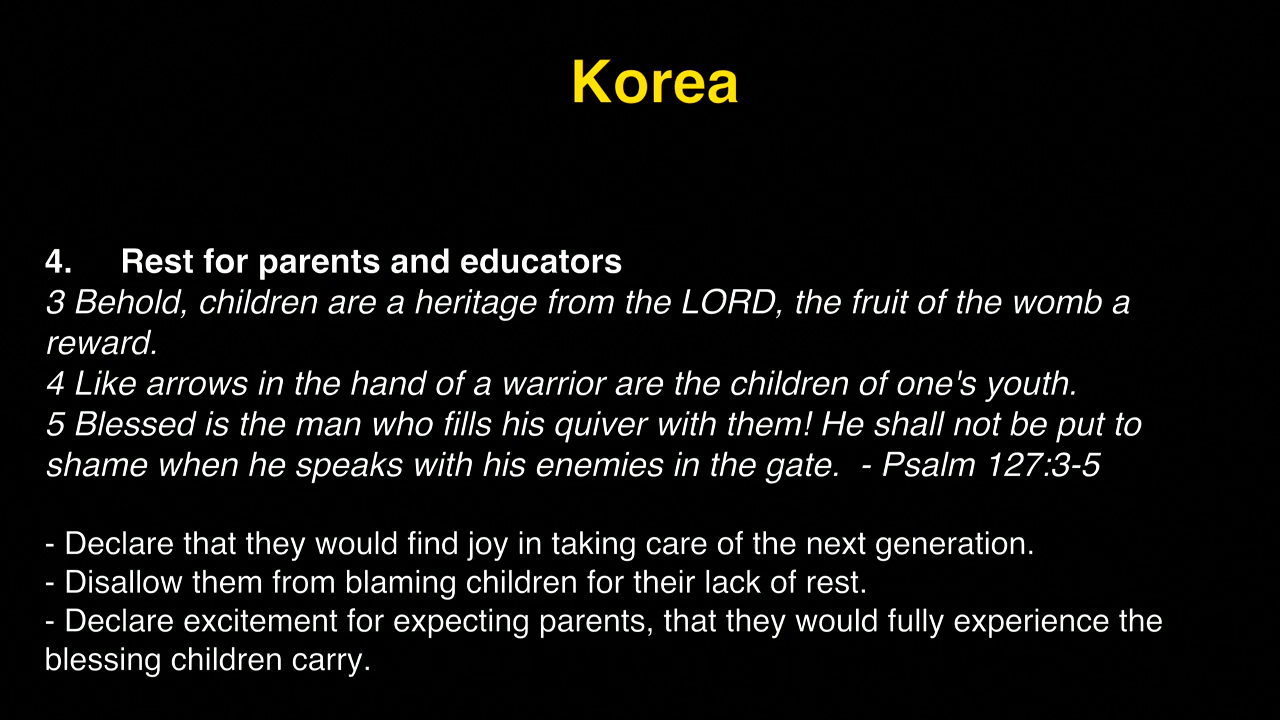 Korea
4. Rest for parents and educators
3 Behold, children are a heritage from the LORD, the fruit of the womb a
reward.
4 Like arrows in the hand of a warrior are the children of one's youth.
5 Blessed is the man who fills his quiver with them! He shall not be put to
shame when he speaks with his enemies in the gate.  - Psalm 127:3-5
- Declare that they would find joy in taking care of the next generation.
- Disallow them from blaming children for their lack of rest.
- Declare excitement for expecting parents, that they would fully experience the
blessing children carry.